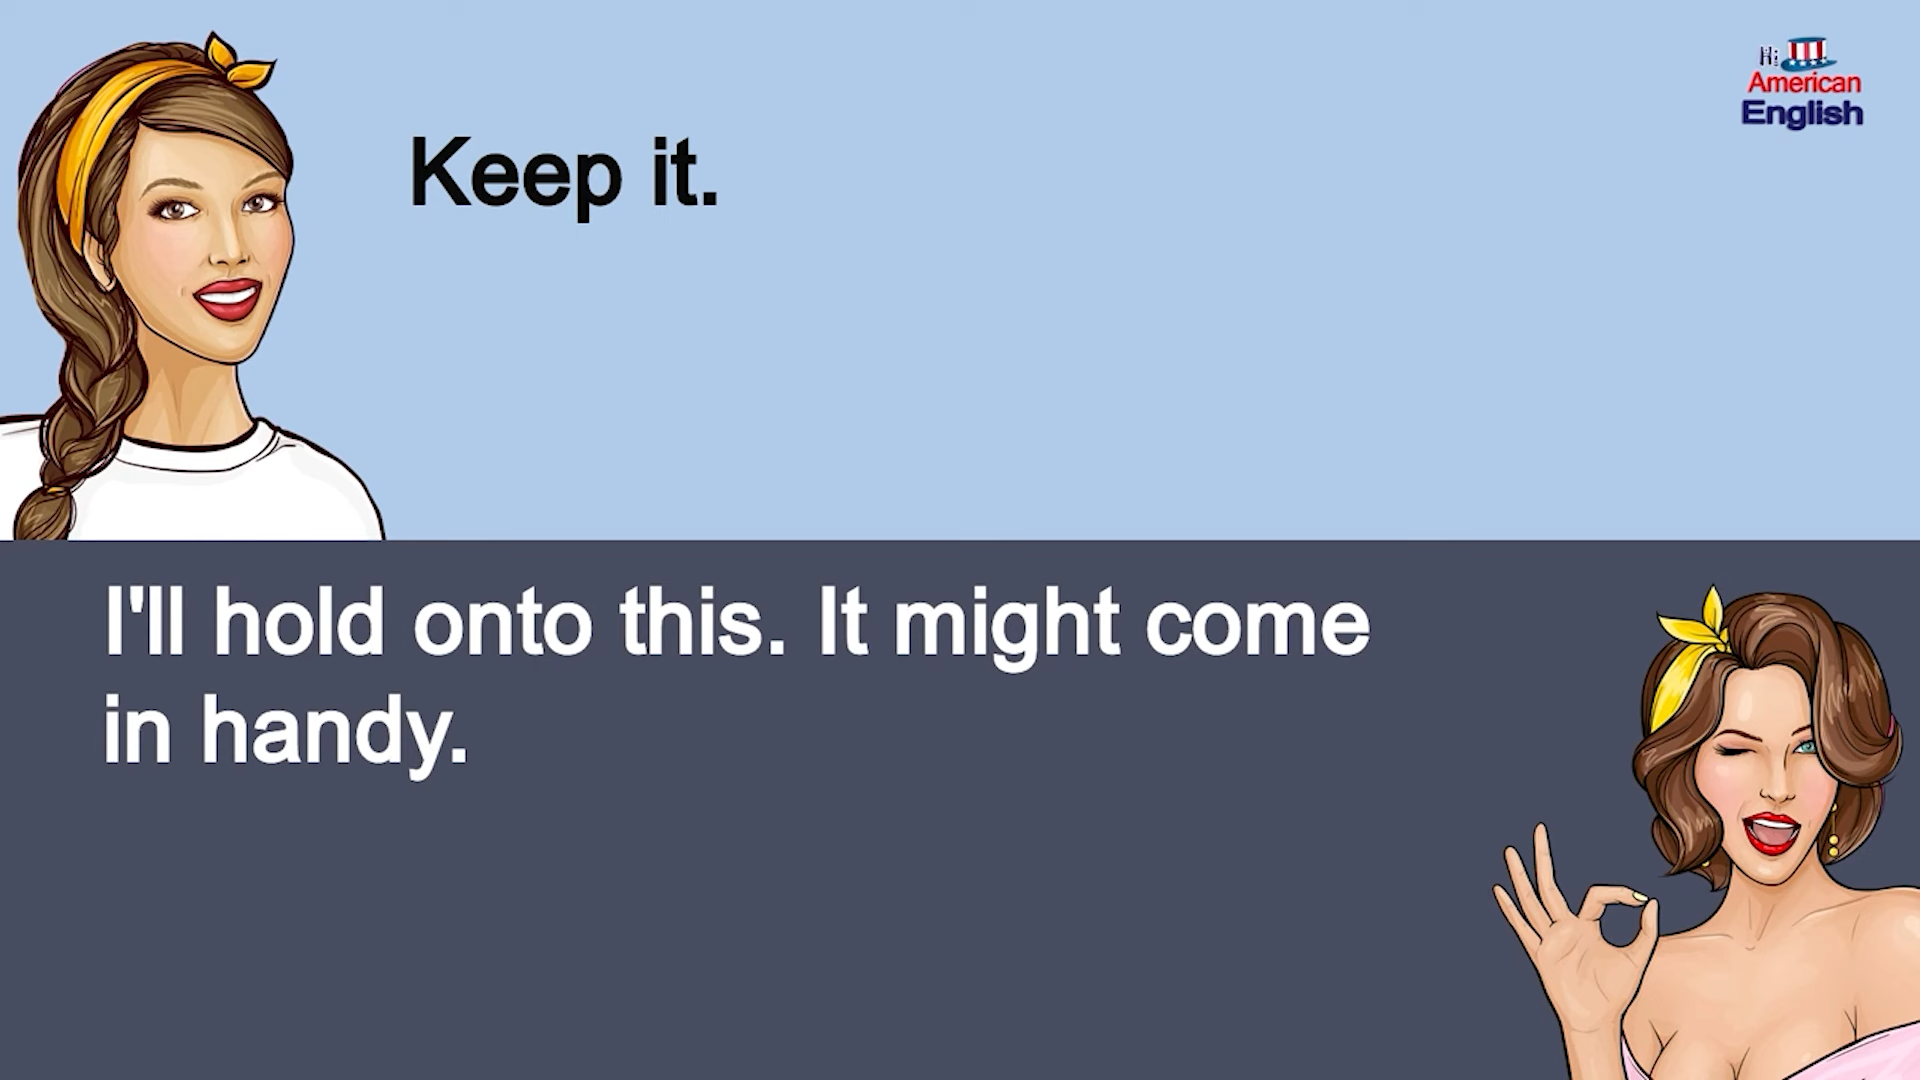 Hi
American
English
Keep it.
I'll hold onto this. It might come
in handy.